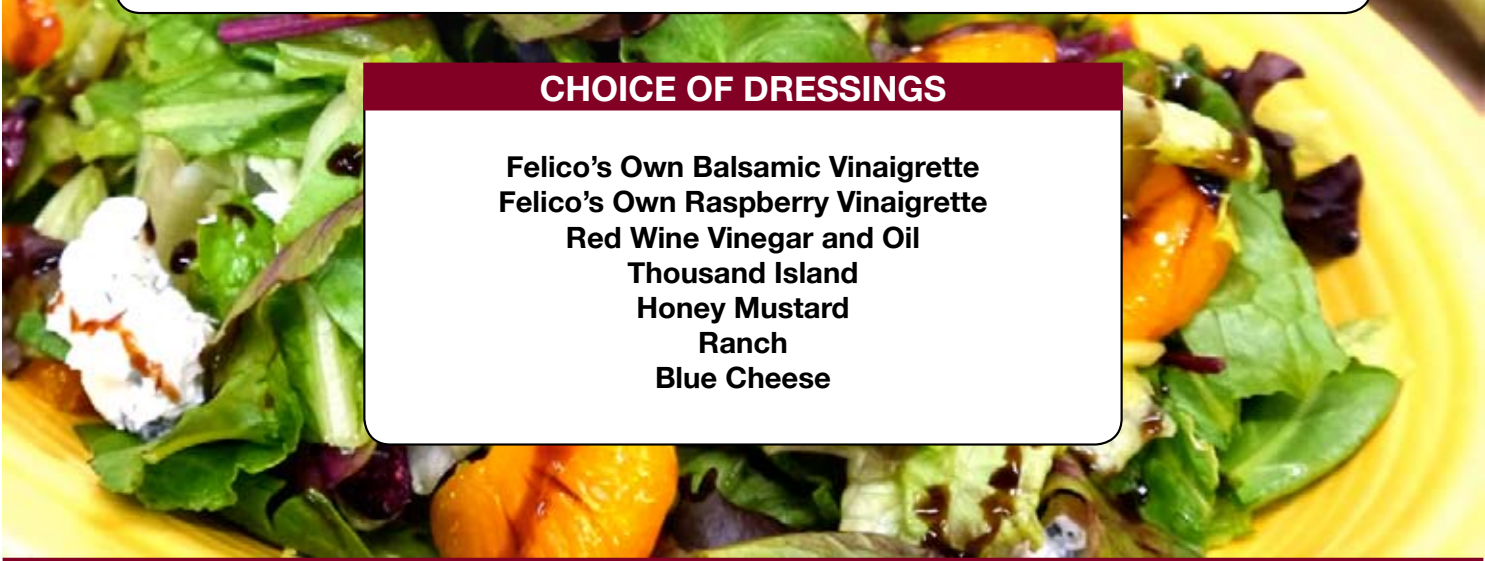 CHOICE OF DRESSINGS
Felico’s Own Balsamic Vinaigrette
Felico’s Own Raspberry Vinaigrette
Red Wine Vinegar and Oil
Thousand Island
Honey Mustard
Ranch
Blue Cheese